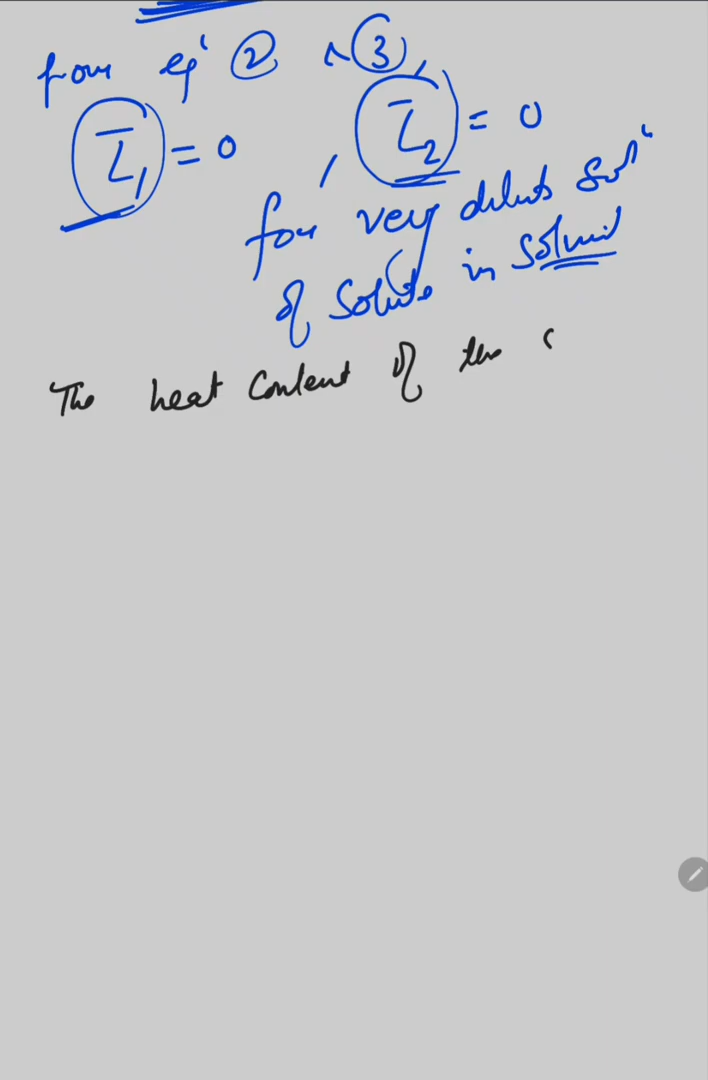 from eqⁿ ② & ③,
L̅₁ = 0 , L̅₂ = 0
for very dilute solⁿ
of solute in solvent
The heat content of the